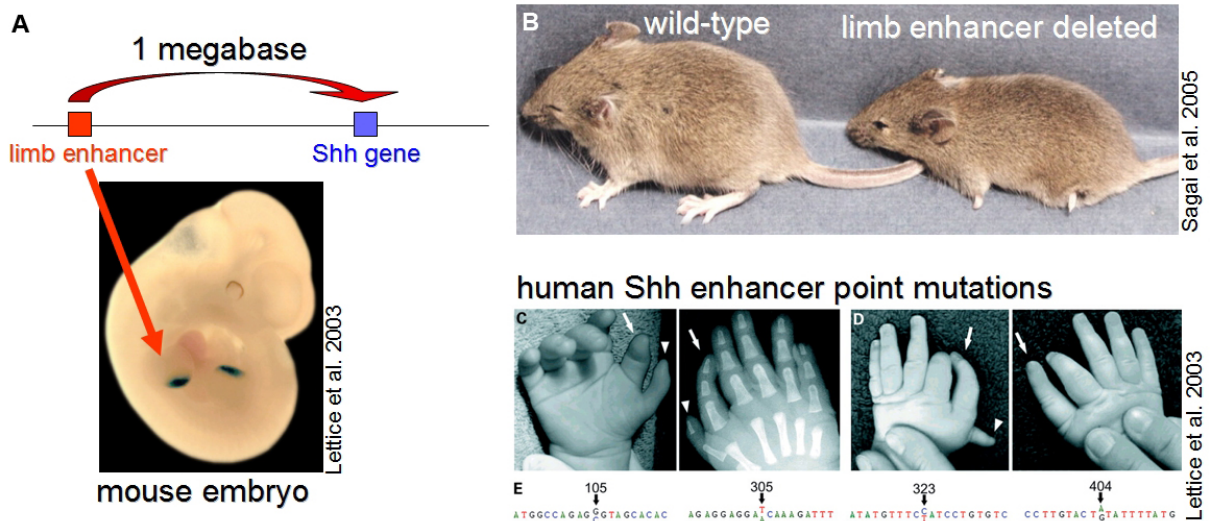 A
1 megabase
limb enhancer
Shh gene
Lettice et al. 2003
mouse embryo
B
wild-type
limb enhancer deleted
Sagai et al. 2005
human Shh enhancer point mutations
C
D
Lettice et al. 2003
E
105
305
323
404
ATGGCCAGAG
G
C
GTAGCACAC
AGAGGAGGA
T
A
CAAAGATTT
ATATGTTTC
C
T
ATCCTGTGTC
CCTTGTACT
A
G
TATTTTATG